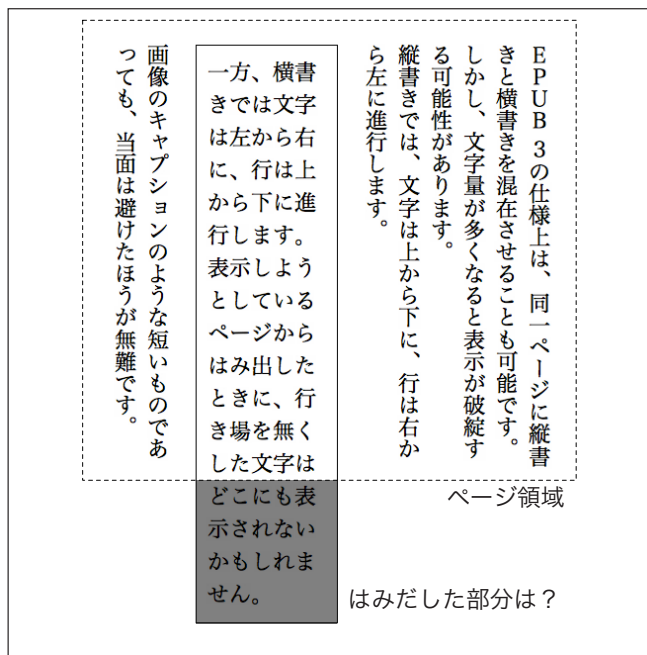 EPUB 3の仕様上は、同一ページに縦書
きと横書きを混在させることも可能です。
しかし、文字量が多くなると表示が破綻す
る可能性があります。
縦書きでは、文字は上から下に、行は右か
ら左に進行します。
一方、横書
きでは文字
は左から右
に、行は上
から下に進
行します。
表示しよう
としている
ページから
はみ出した
ときに、行
き場を無く
した文字は
どこにも表
示されない
かもしれま
せん。
画像のキャプションのような短いものであ
っても、当面は避けたほうが無難です。
ページ領域
はみだした部分は？